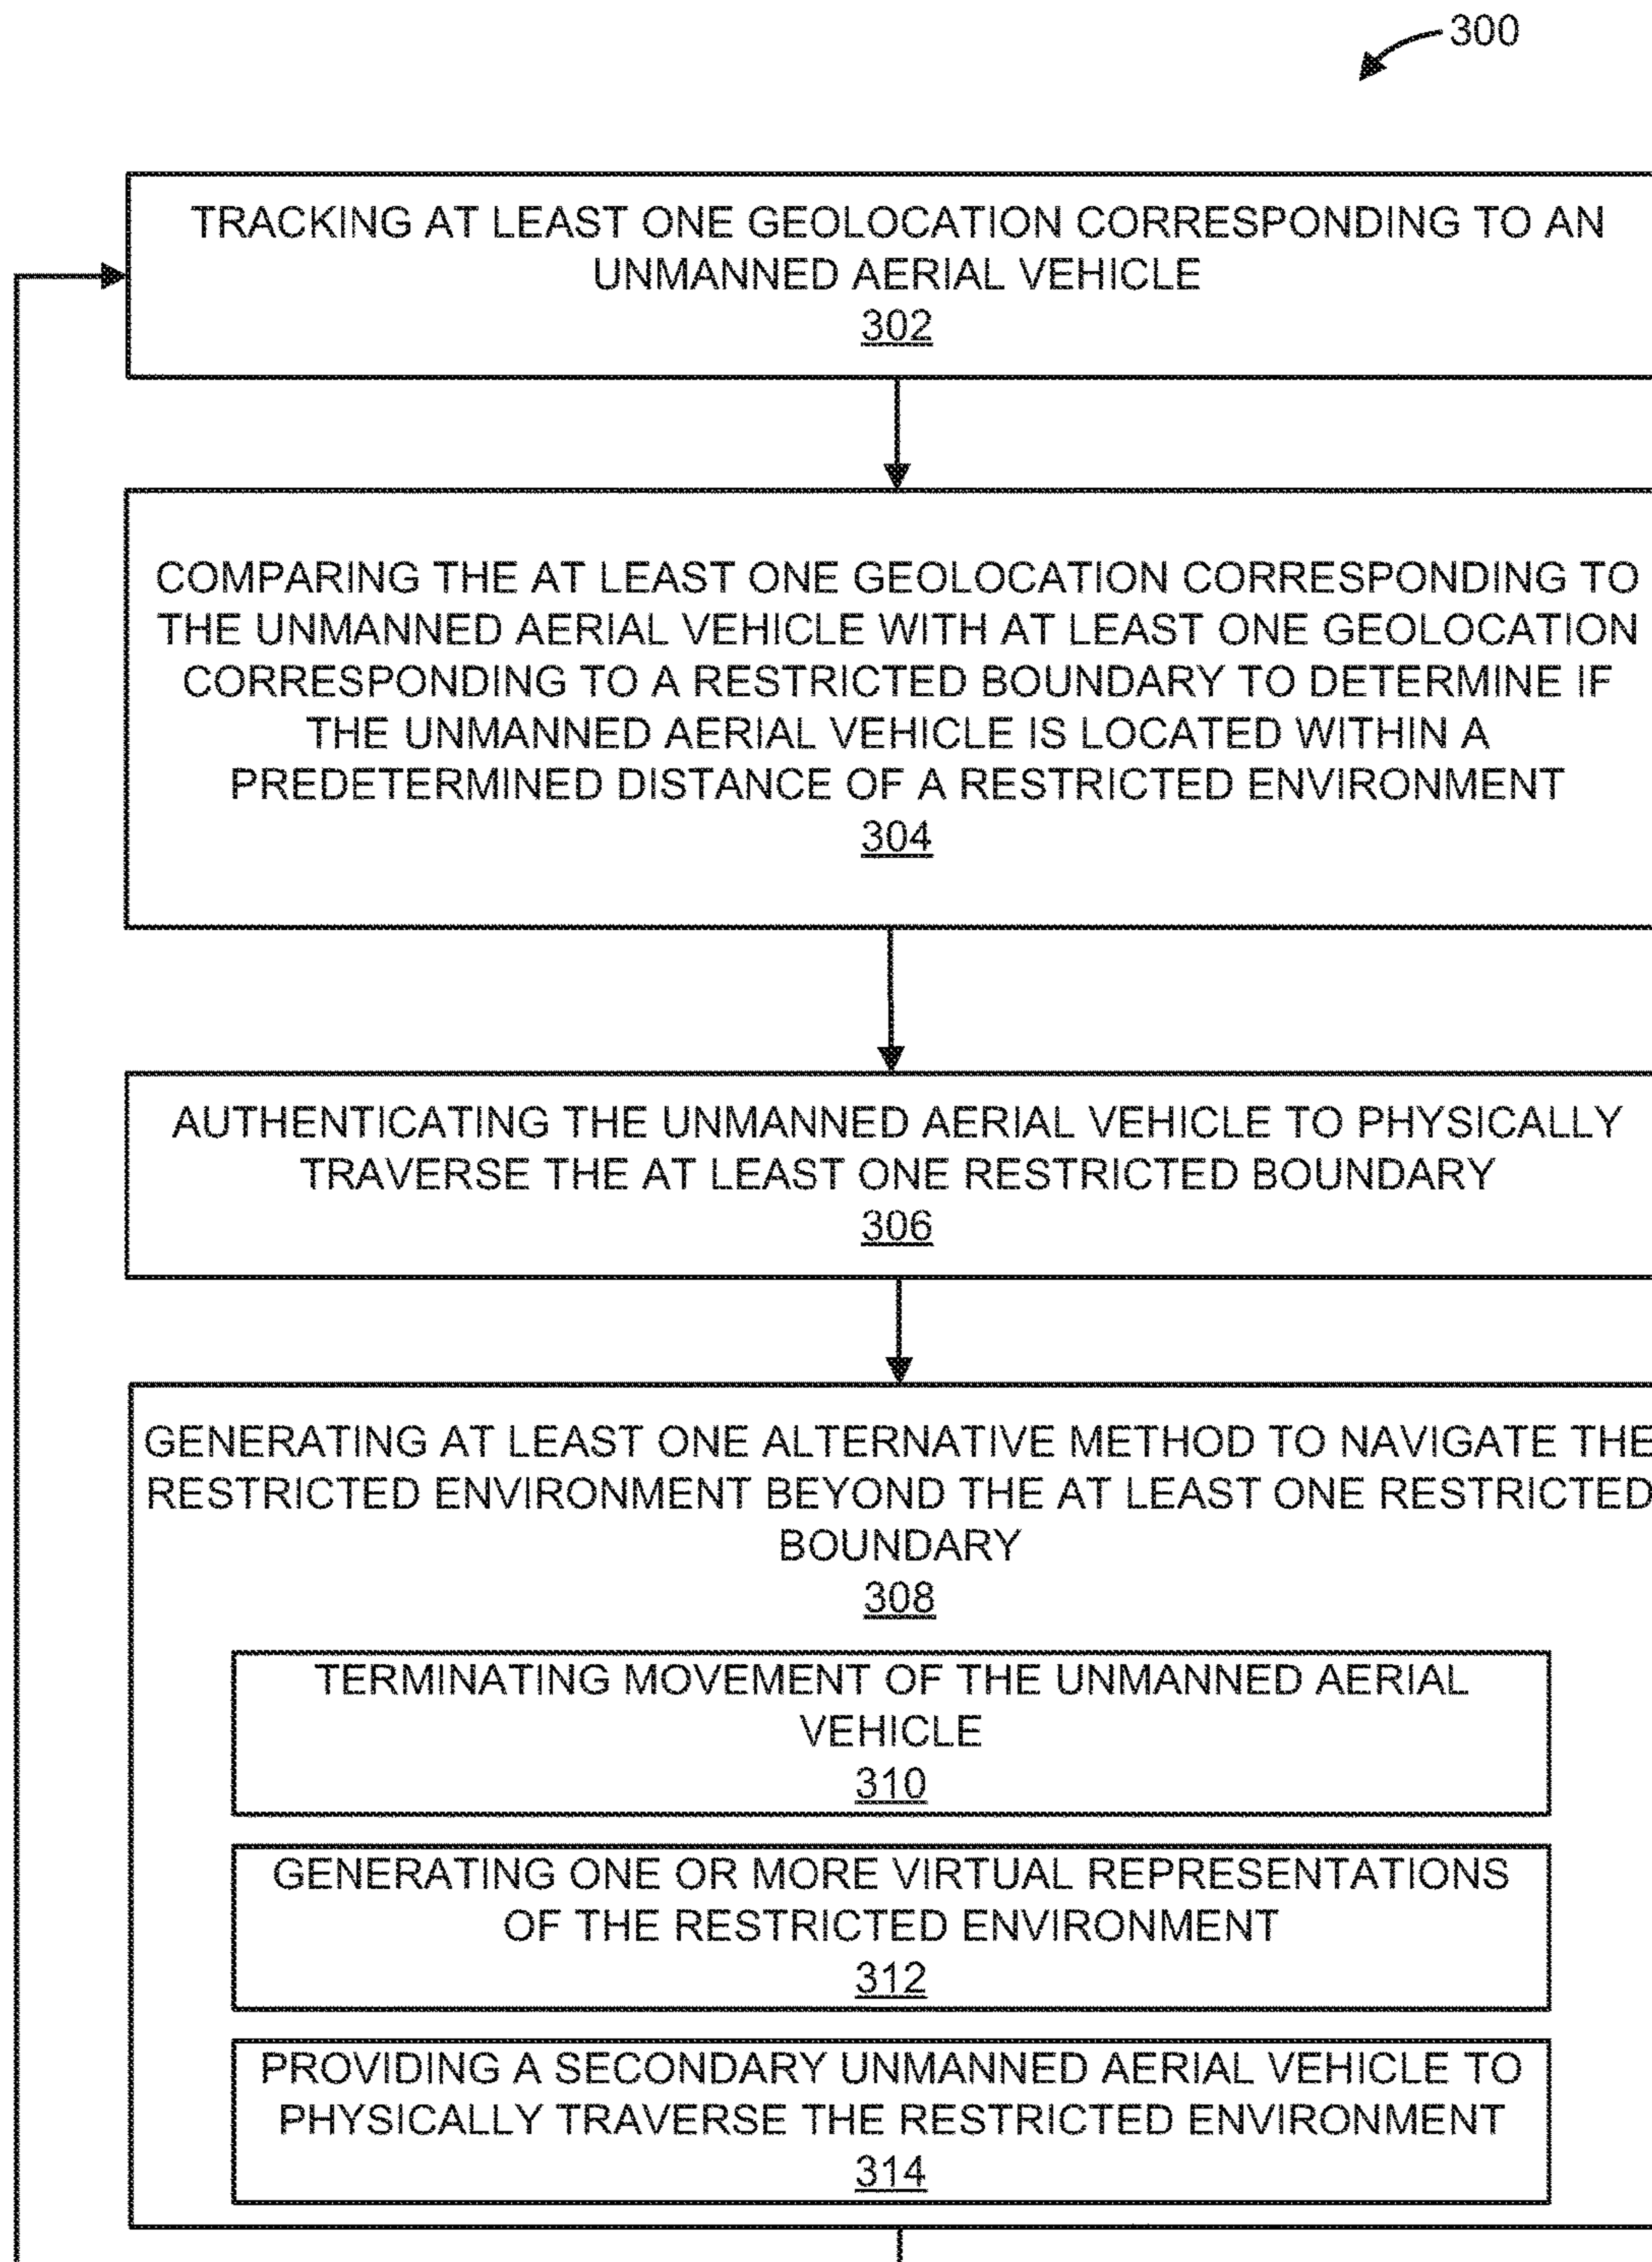 300
TRACKING AT LEAST ONE GEOLOCATION CORRESPONDING TO AN
UNMANNED AERIAL VEHICLE
302
COMPARING THE AT LEAST ONE GEOLOCATION CORRESPONDING TO
THE UNMANNED AERIAL VEHICLE WITH AT LEAST ONE GEOLOCATION
CORRESPONDING TO A RESTRICTED BOUNDARY TO DETERMINE IF
THE UNMANNED AERIAL VEHICLE IS LOCATED WITHIN A
PREDETERMINED DISTANCE OF A RESTRICTED ENVIRONMENT
304
AUTHENTICATING THE UNMANNED AERIAL VEHICLE TO PHYSICALLY
TRAVERSE THE AT LEAST ONE RESTRICTED BOUNDARY
306
GENERATING AT LEAST ONE ALTERNATIVE METHOD TO NAVIGATE THE
RESTRICTED ENVIRONMENT BEYOND THE AT LEAST ONE RESTRICTED
BOUNDARY
308
TERMINATING MOVEMENT OF THE UNMANNED AERIAL
VEHICLE
310
GENERATING ONE OR MORE VIRTUAL REPRESENTATIONS
OF THE RESTRICTED ENVIRONMENT
312
PROVIDING A SECONDARY UNMANNED AERIAL VEHICLE TO
PHYSICALLY TRAVERSE THE RESTRICTED ENVIRONMENT
314